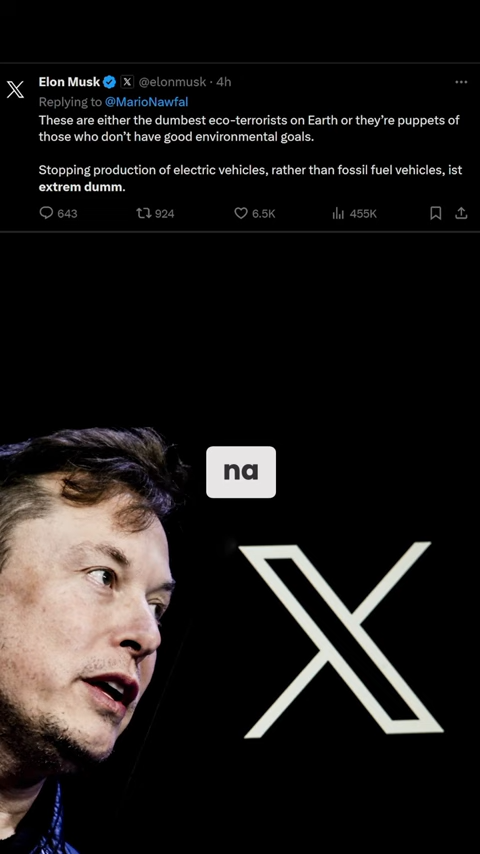 Elon Musk X @elonmusk · 4h
Replying to @MarioNawfal
These are either the dumbest eco-terrorists on Earth or they're puppets of
those who don't have good environmental goals.
Stopping production of electric vehicles, rather than fossil fuel vehicles, ist
extrem dumm.
643 924 6.5K 455K
na
X